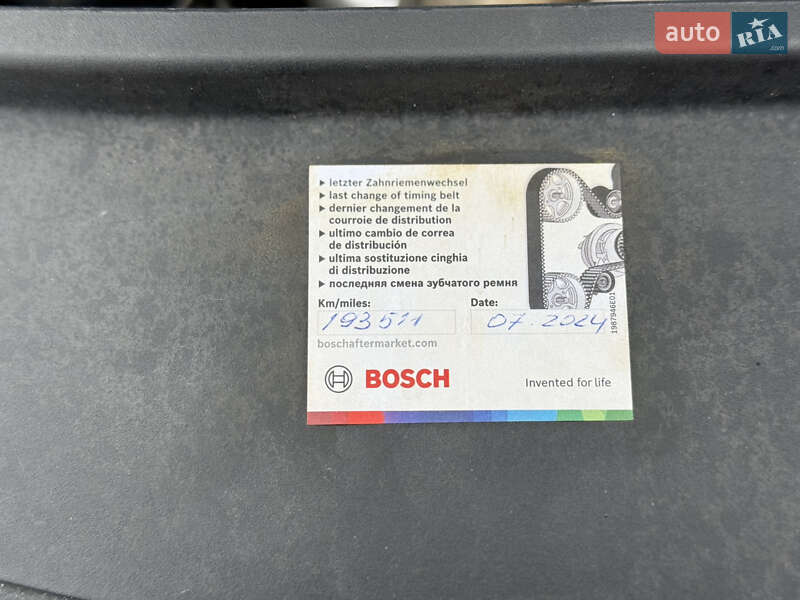 auto RIA.com
▸ letzter Zahnriemenwechsel
▸ last change of timing belt
▸ dernier changement de la
courroie de distribution
▸ ultimo cambio de correa
de distribución
▸ ultima sostituzione cinghia
di distribuzione
▸ последняя смена зубчатого ремня
Km/miles: Date:
193511 07.2024
boschaftermarket.com
BOSCH Invented for life
1987946E01